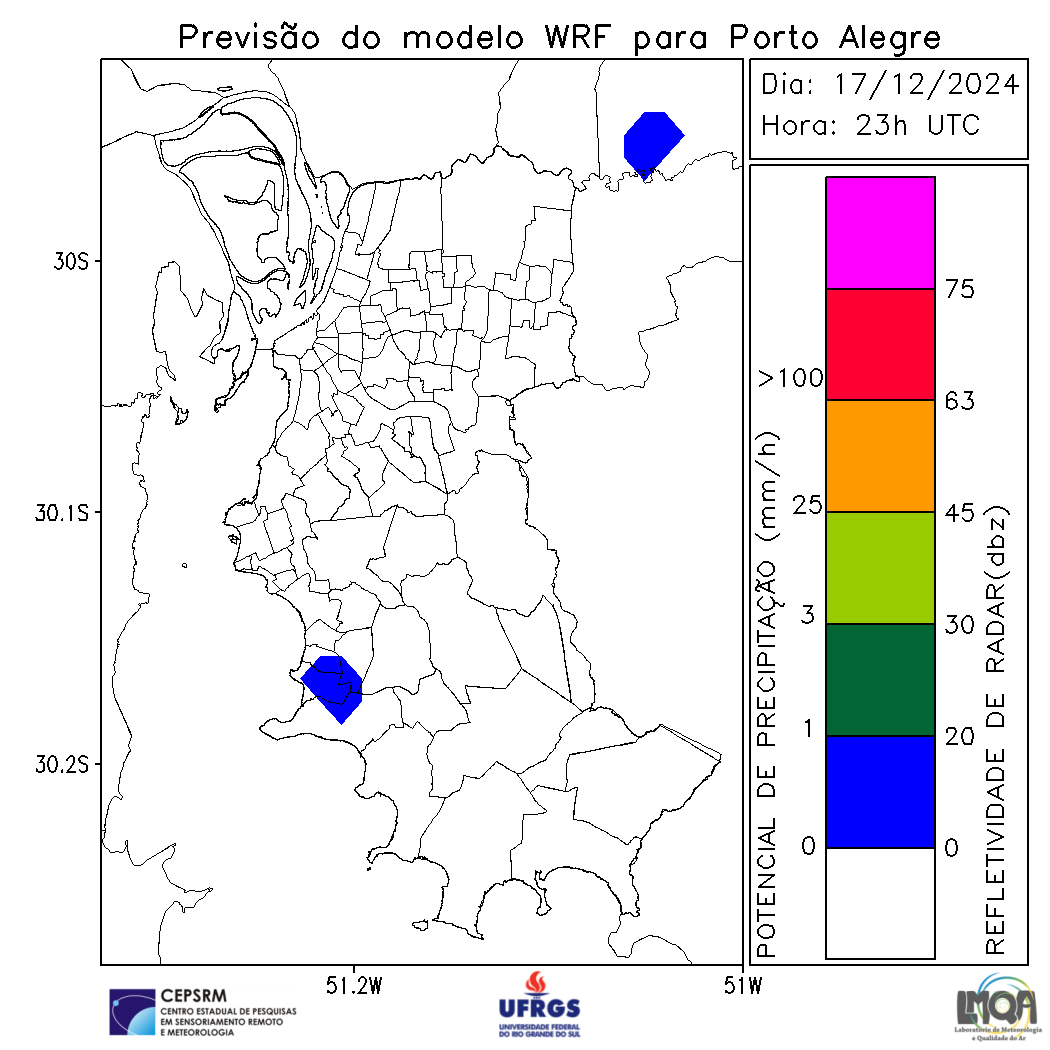 Previsão do modelo WRF para Porto Alegre
Dia: 17/12/2024
Hora: 23h UTC
30S
30.1S
30.2S
51.2W
51W
POTENCIAL DE PRECIPITAÇÃO (mm/h)
>100
25
3
1
0
75
63
45
30
20
0
REFLETIVIDADE DE RADAR(dbz)
CEPSRM
CENTRO ESTADUAL DE PESQUISAS
EM SENSORIAMENTO REMOTO
E METEOROLOGIA
UFRGS
UNIVERSIDADE FEDERAL
DO RIO GRANDE DO SUL
LMQA
Laboratório de Meteorologia
e Qualidade do Ar